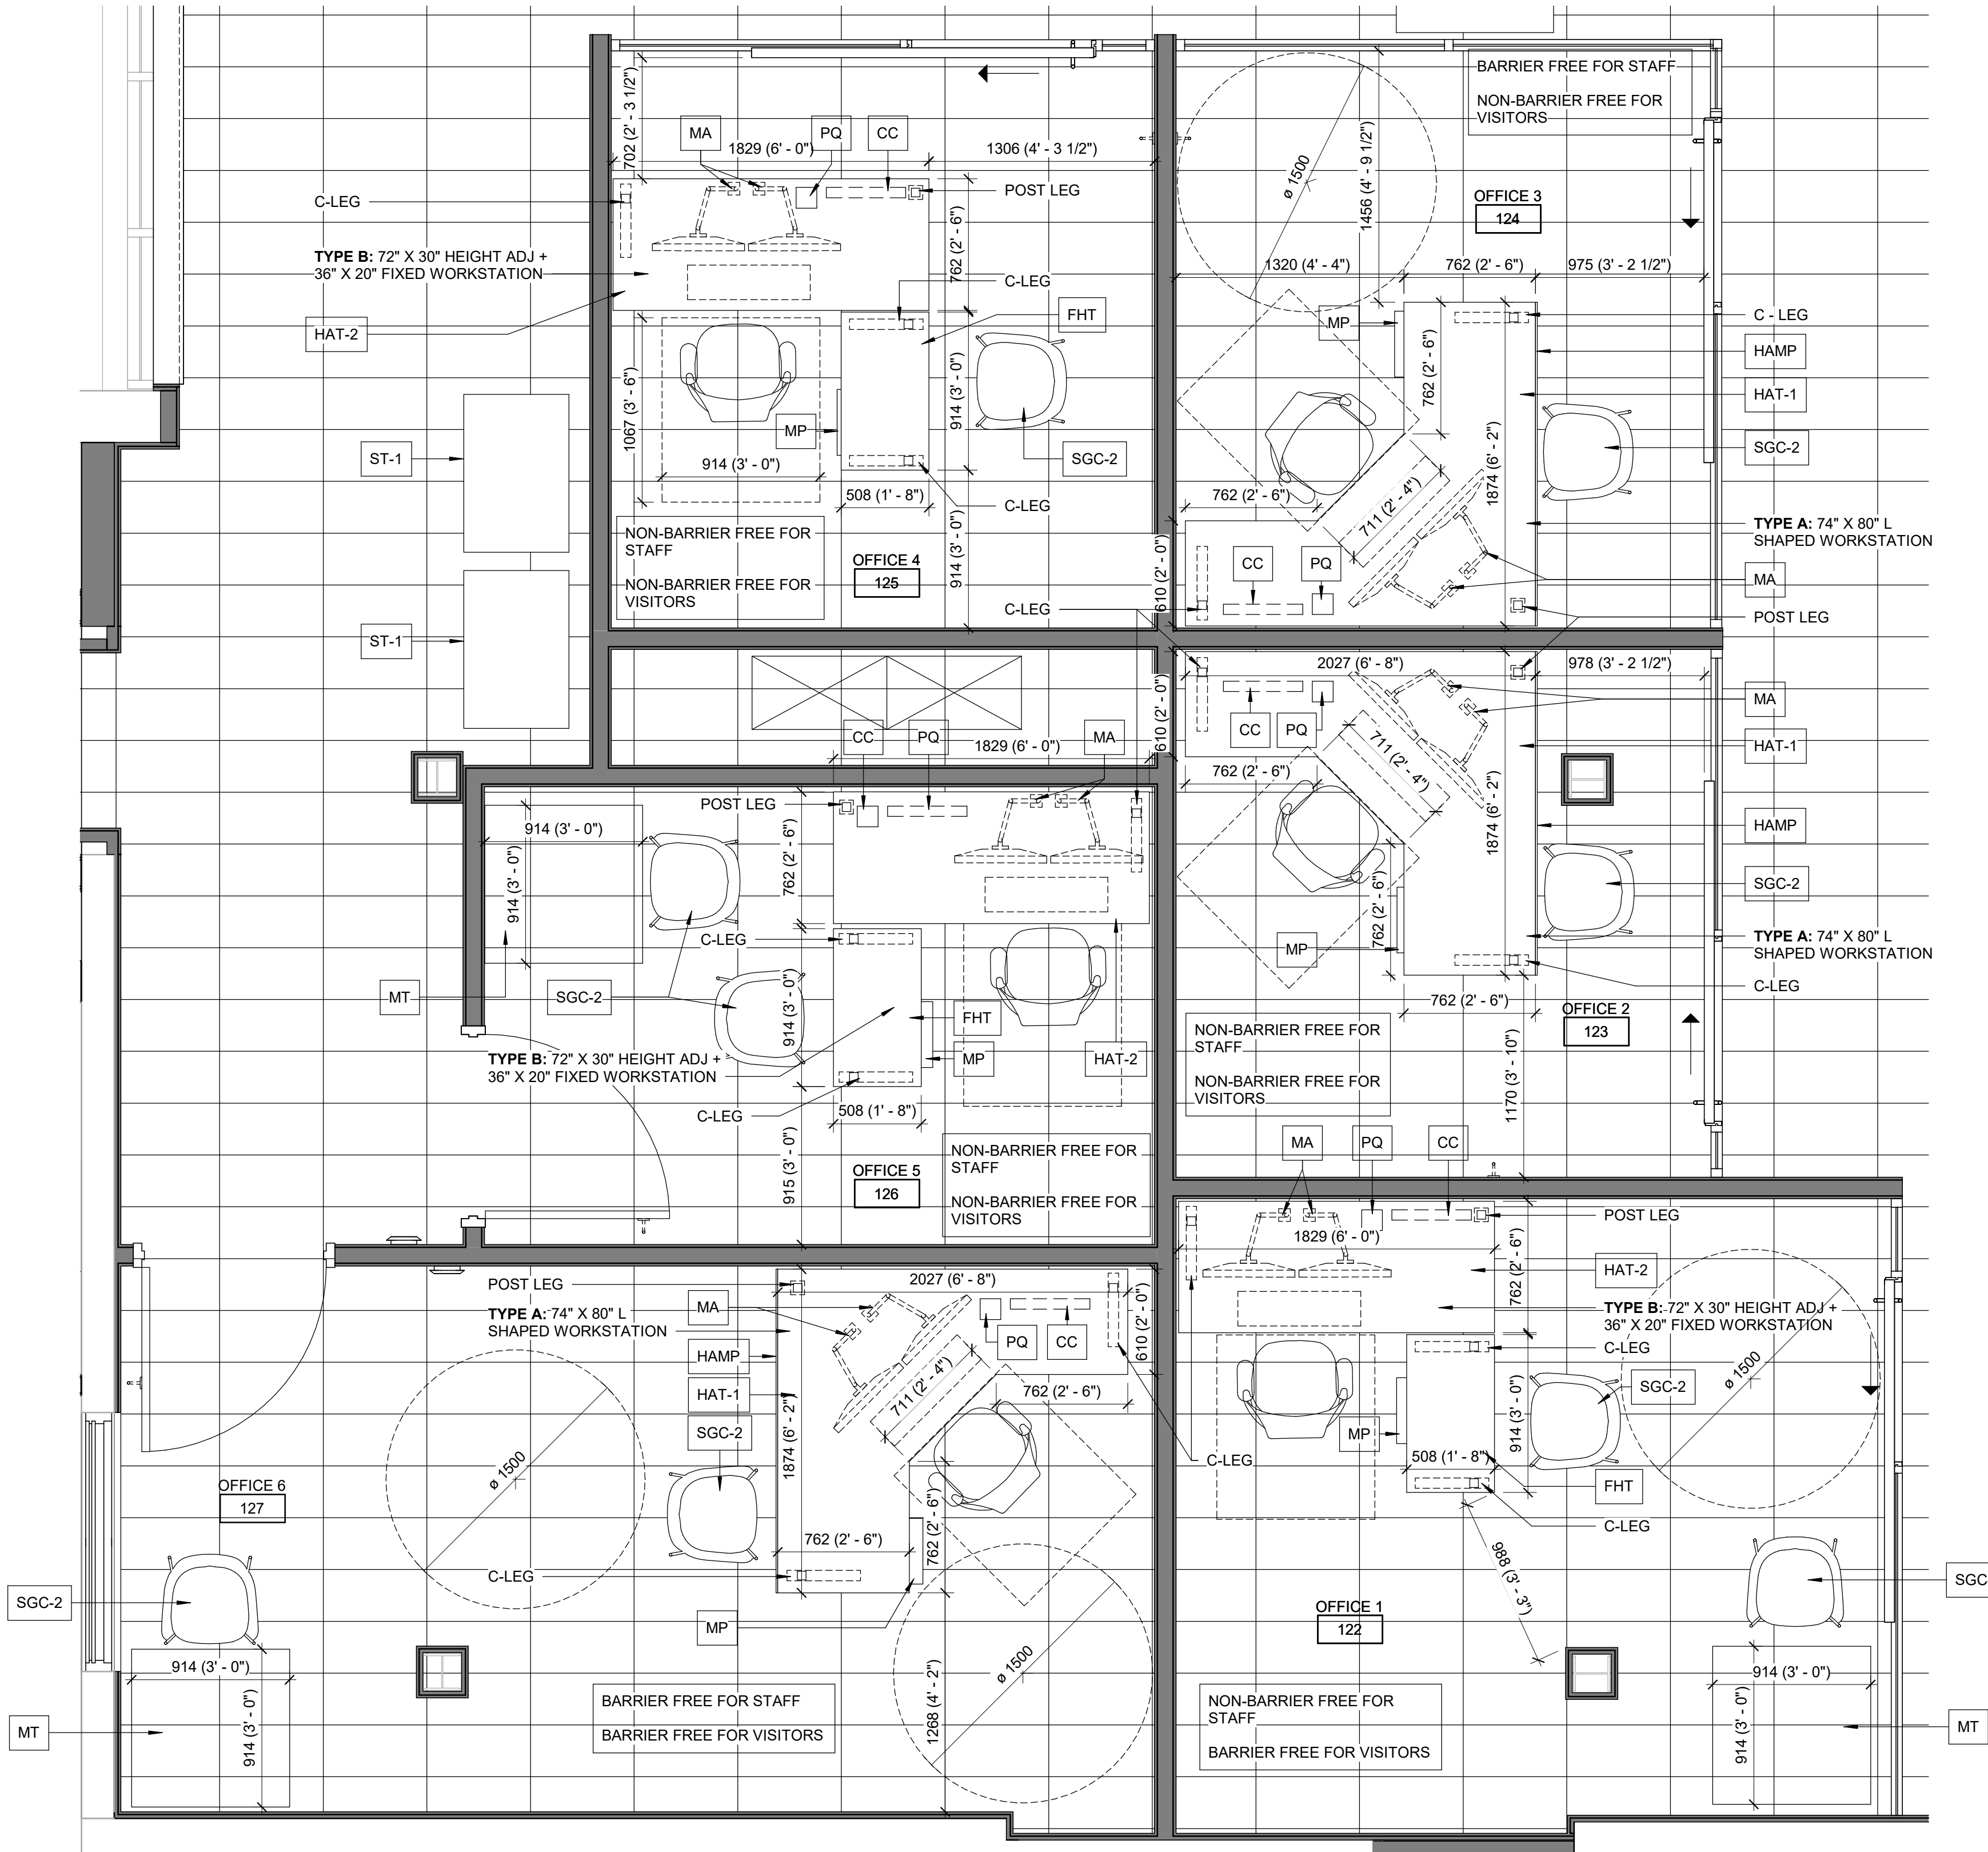 BARRIER FREE FOR STAFF
NON-BARRIER FREE FOR
VISITORS
702 (2' - 3 1/2")
MA
PQ
CC
1829 (6' - 0")
1306 (4' - 3 1/2")
C-LEG
POST LEG
TYPE B: 72" X 30" HEIGHT ADJ +
36" X 20" FIXED WORKSTATION
762 (2' - 6")
C-LEG
HAT-2
FHT
1067 (3' - 6")
914 (3' - 0")
MP
914 (3' - 0")
SGC-2
508 (1' - 8")
C-LEG
NON-BARRIER FREE FOR
STAFF
NON-BARRIER FREE FOR
VISITORS
OFFICE 4
125
914 (3' - 0")
C-LEG
ST-1
ST-1
ø 1500
1456 (4' - 9 1/2")
OFFICE 3
124
1320 (4' - 4")
762 (2' - 6")
975 (3' - 2 1/2")
MP
762 (2' - 6")
C - LEG
HAMP
HAT-1
SGC-2
1874 (6' - 2")
762 (2' - 6")
711 (2' - 4")
TYPE A: 74" X 80" L
SHAPED WORKSTATION
610 (2' - 0")
CC
PQ
MA
POST LEG
2027 (6' - 8")
978 (3' - 2 1/2")
610 (2' - 0")
CC
PQ
MA
HAT-1
711 (2' - 4")
762 (2' - 6")
1874 (6' - 2")
HAMP
SGC-2
762 (2' - 6")
MP
TYPE A: 74" X 80" L
SHAPED WORKSTATION
C-LEG
762 (2' - 6")
OFFICE 2
123
NON-BARRIER FREE FOR
STAFF
NON-BARRIER FREE FOR
VISITORS
1170 (3' - 10")
CC
PQ
MA
1829 (6' - 0")
POST LEG
914 (3' - 0")
914 (3' - 0")
762 (2' - 6")
C-LEG
MT
SGC-2
914 (3' - 0")
FHT
MP
HAT-2
TYPE B: 72" X 30" HEIGHT ADJ +
36" X 20" FIXED WORKSTATION
C-LEG
508 (1' - 8")
915 (3' - 0")
OFFICE 5
126
NON-BARRIER FREE FOR
STAFF
NON-BARRIER FREE FOR
VISITORS
MA
PQ
CC
1829 (6' - 0")
POST LEG
762 (2' - 6")
HAT-2
TYPE B: 72" X 30" HEIGHT ADJ +
36" X 20" FIXED WORKSTATION
C-LEG
ø 1500
SGC-2
914 (3' - 0")
MP
508 (1' - 8")
C-LEG
FHT
C-LEG
988 (3' - 3")
OFFICE 1
122
SGC
914 (3' - 0")
914 (3' - 0")
MT
NON-BARRIER FREE FOR
STAFF
BARRIER FREE FOR VISITORS
POST LEG
2027 (6' - 8")
TYPE A: 74" X 80" L
SHAPED WORKSTATION
MA
610 (2' - 0")
PQ
CC
HAMP
711 (2' - 4")
HAT-1
762 (2' - 6")
SGC-2
1874 (6' - 2")
ø 1500
OFFICE 6
127
762 (2' - 6")
762 (2' - 6")
C-LEG
SGC-2
MP
914 (3' - 0")
914 (3' - 0")
MT
ø 1500
1268 (4' - 2")
BARRIER FREE FOR STAFF
BARRIER FREE FOR VISITORS